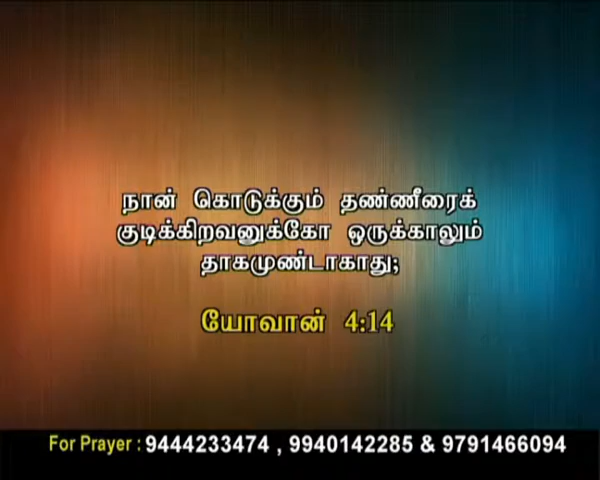 நான் கொடுக்கும் தண்ணீரைக்
குடிக்கிறவனுக்கோ ஒருக்காலும்
தாகமுண்டாகாது;
யோவான் 4:14
For Prayer : 9444233474 , 9940142285 & 9791466094